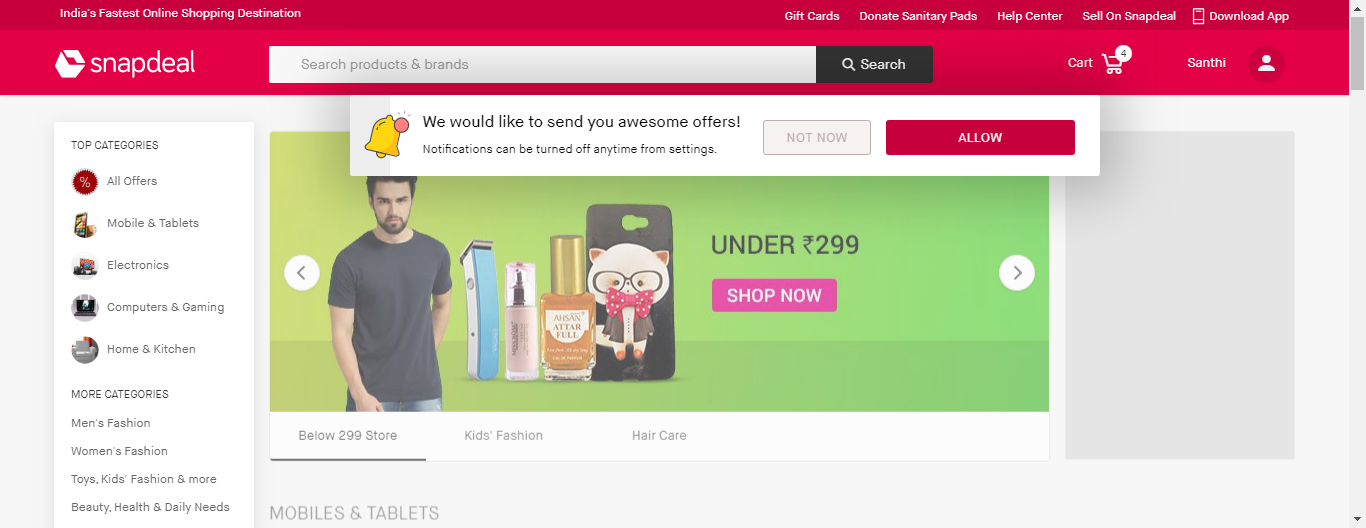 India's Fastest Online Shopping Destination
Gift Cards
Donate Sanitary Pads
Help Center
Sell On Snapdeal
Download App
snapdeal
Search products & brands
Search
Cart
4
Santhi
We would like to send you awesome offers!
Notifications can be turned off anytime from settings.
NOT NOW
ALLOW
TOP CATEGORIES
%
All Offers
Mobile & Tablets
Electronics
Computers & Gaming
Home & Kitchen
MORE CATEGORIES
Men's Fashion
Women's Fashion
Toys, Kids' Fashion & more
Beauty, Health & Daily Needs
UNDER ₹299
SHOP NOW
AHSAN
ATTAR
FULL
Below 299 Store
Kids' Fashion
Hair Care
MOBILES & TABLETS